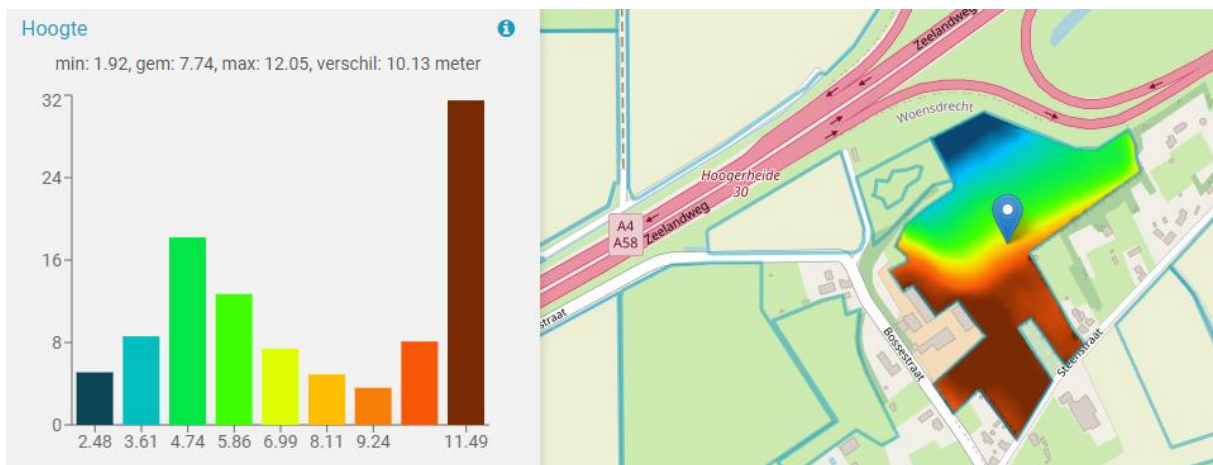 Hoogte
min: 1.92, gem: 7.74, max: 12.05, verschil: 10.13 meter
32
24
16
8
0
2.48 3.61 4.74 5.86 6.99 8.11 9.24 11.49
Zeelandweg
Woensdrecht
Hoogerheide
30
A4
A58
Zeelandweg
straat
Bossestraat
Steenstraat